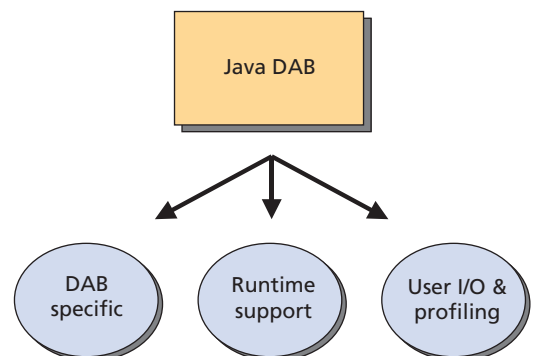 Java DAB
DAB
specific
Runtime
support
User I/O &
profiling